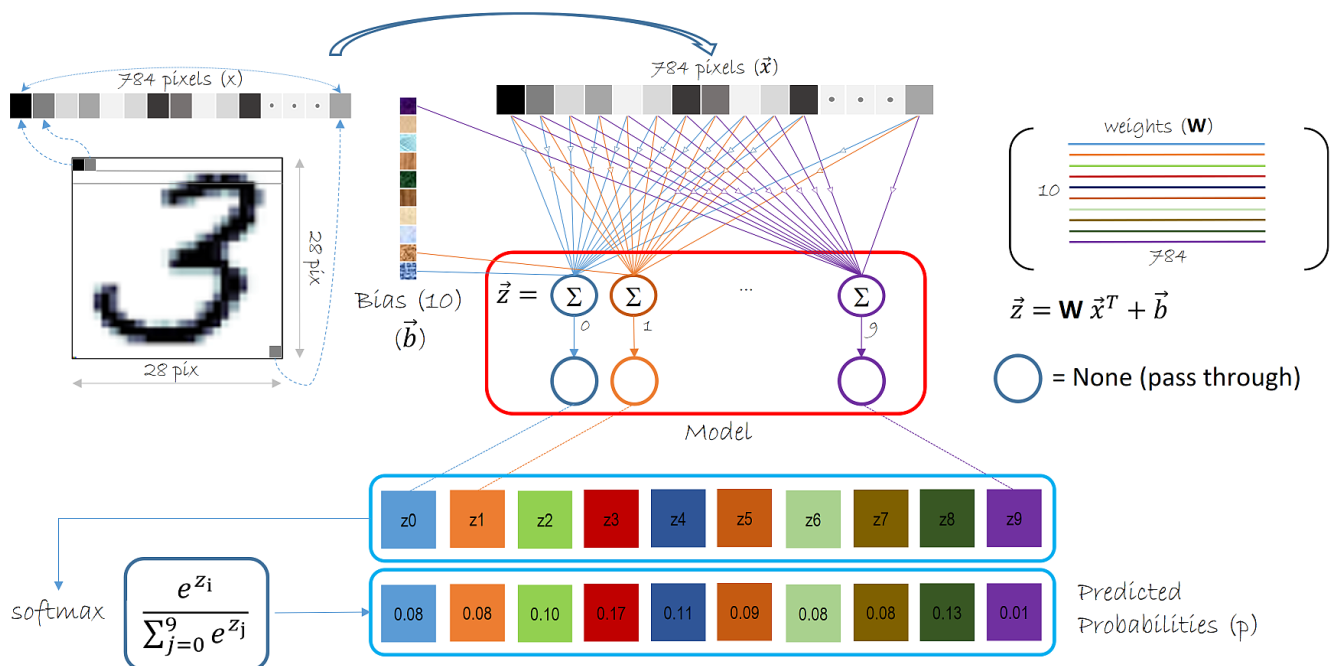 784 pixels (x)
784 pixels (x⃗)
28 pix
28 pix
Bias (10)
(b⃗)
z⃗ =
Σ
Σ
...
Σ
0
1
9
Model
weights (W)
10
784
z⃗ = W x⃗ᵀ + b⃗
= None (pass through)
z0 z1 z2 z3 z4 z5 z6 z7 z8 z9
softmax
e^{z_i}
∑_{j=0}^{9} e^{z_j}
0.08 0.08 0.10 0.17 0.11 0.09 0.08 0.08 0.13 0.01
Predicted
Probabilities (p)
3